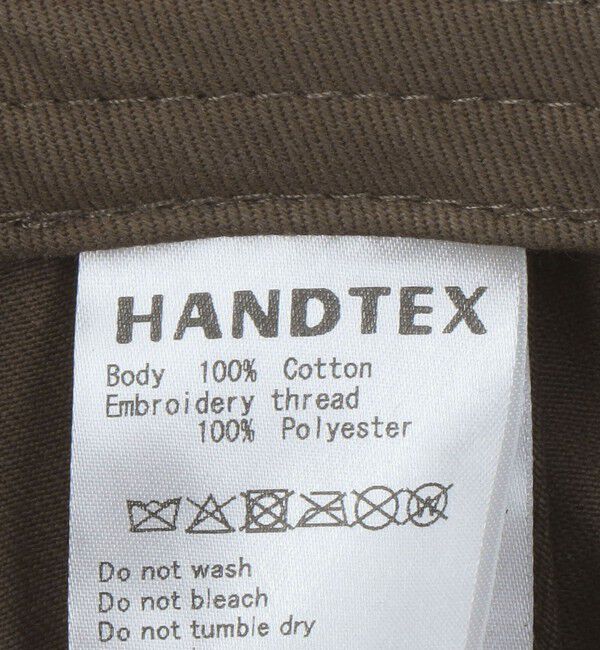 HANDTEX
Body 100% Cotton
Embroidery thread
100% Polyester
W
Do not wash
Do not bleach
Do not tumble dry